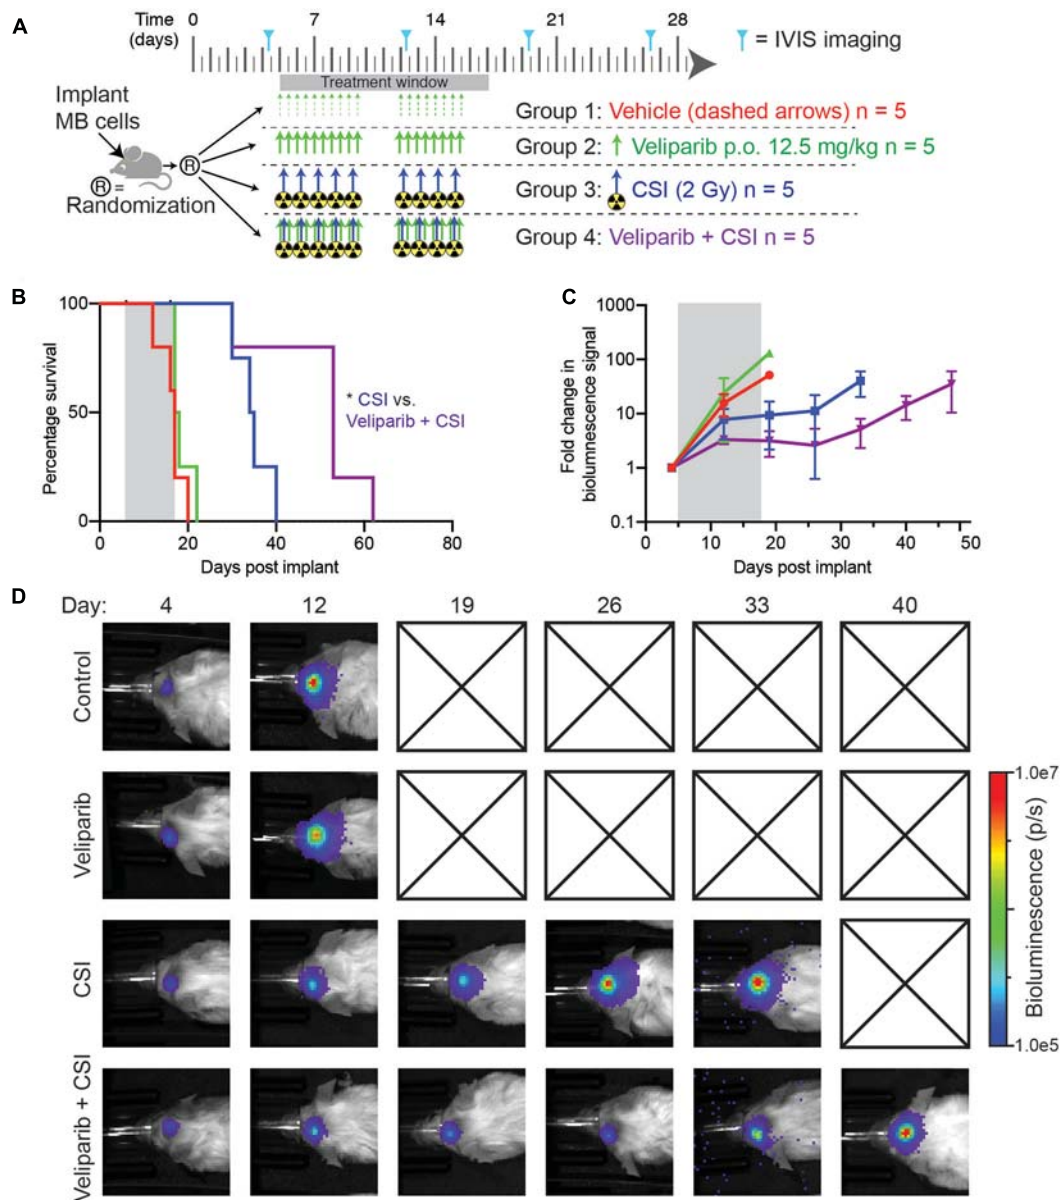 A
Time
(days)
0 7 14 21 28
= IVIS imaging
Treatment window
Implant
MB cells
R
R =
Randomization
Group 1: Vehicle (dashed arrows) n = 5
Group 2: Veliparib p.o. 12.5 mg/kg n = 5
Group 3: CSI (2 Gy) n = 5
Group 4: Veliparib + CSI n = 5
B
Percentage survival
100
50
0
0 20 40 60 80
Days post implant
* CSI vs.
Veliparib + CSI
C
Fold change in
biolumnescence signal
1000
100
10
1
0.1
0 10 20 30 40 50
Days post implant
D
Day: 4 12 19 26 33 40
Control
Veliparib
CSI
Veliparib + CSI
1.0e7
Bioluminescence (p/s)
1.0e5